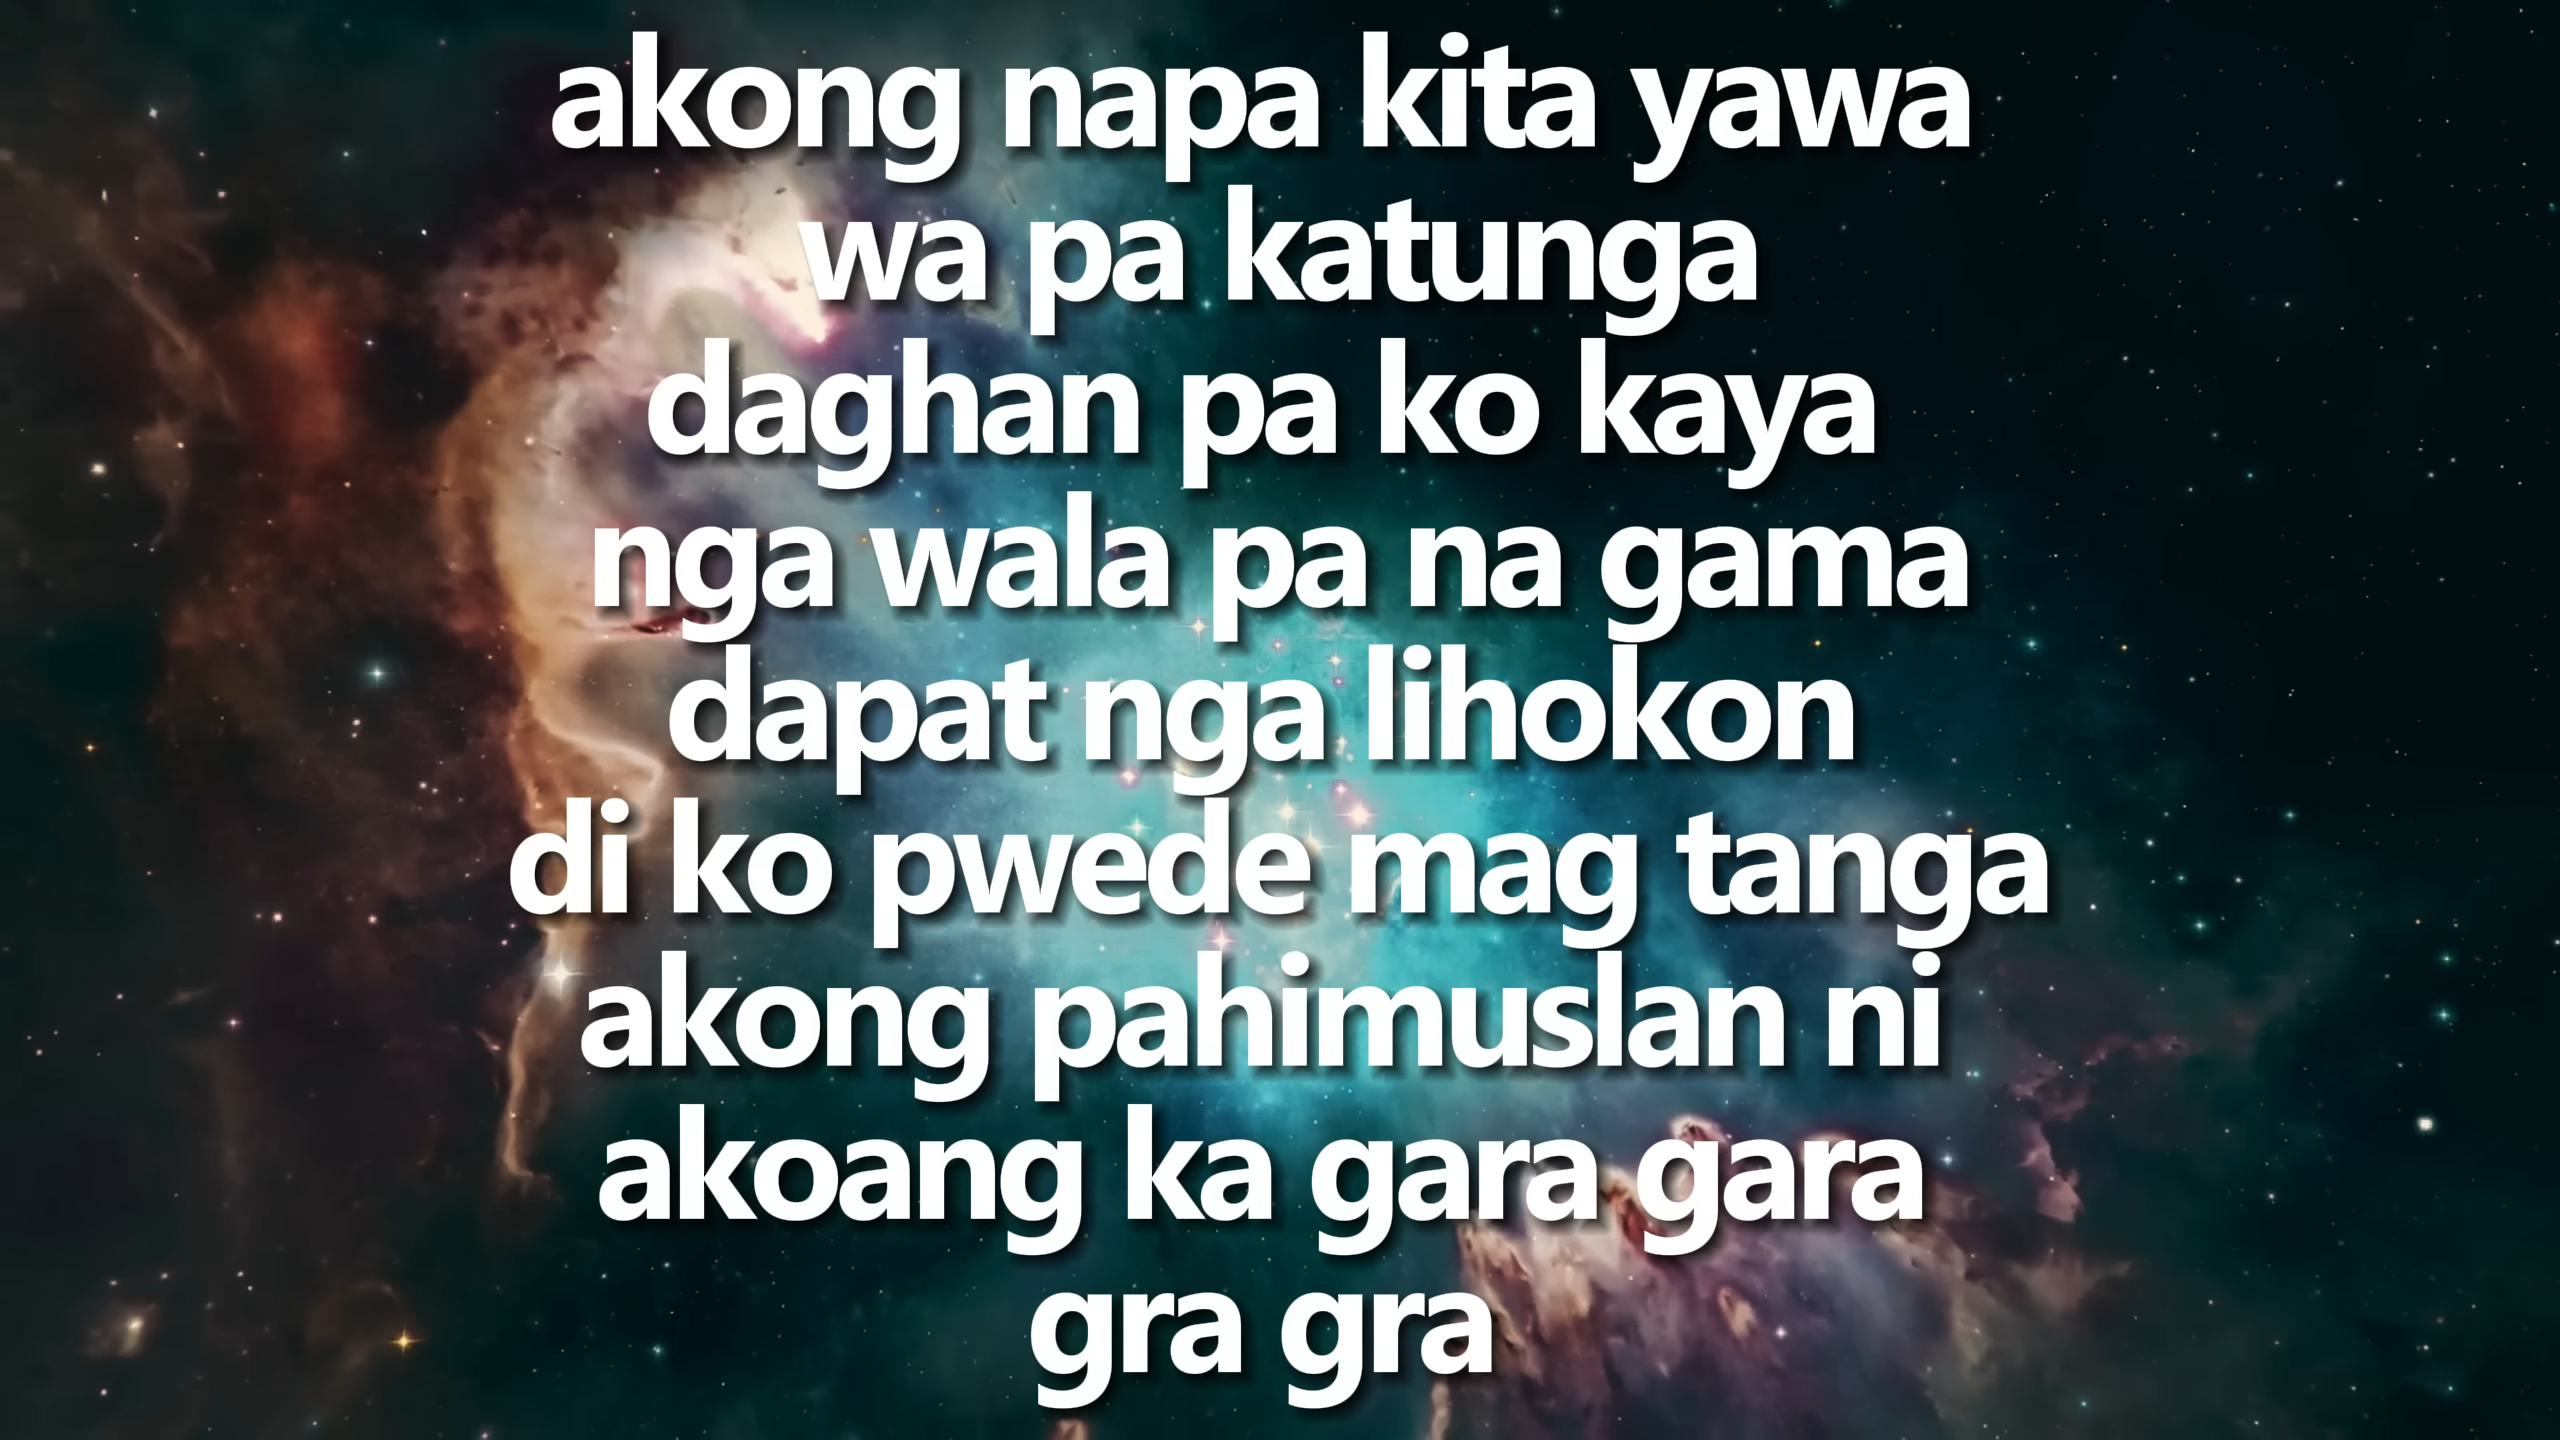 akong napa kita yawa
wa pa katunga
daghan pa ko kaya
nga wala pa na gama
dapat nga lihokon
di ko pwede mag tanga
akong pahimuslan ni
akoang ka gara gara
gra gra